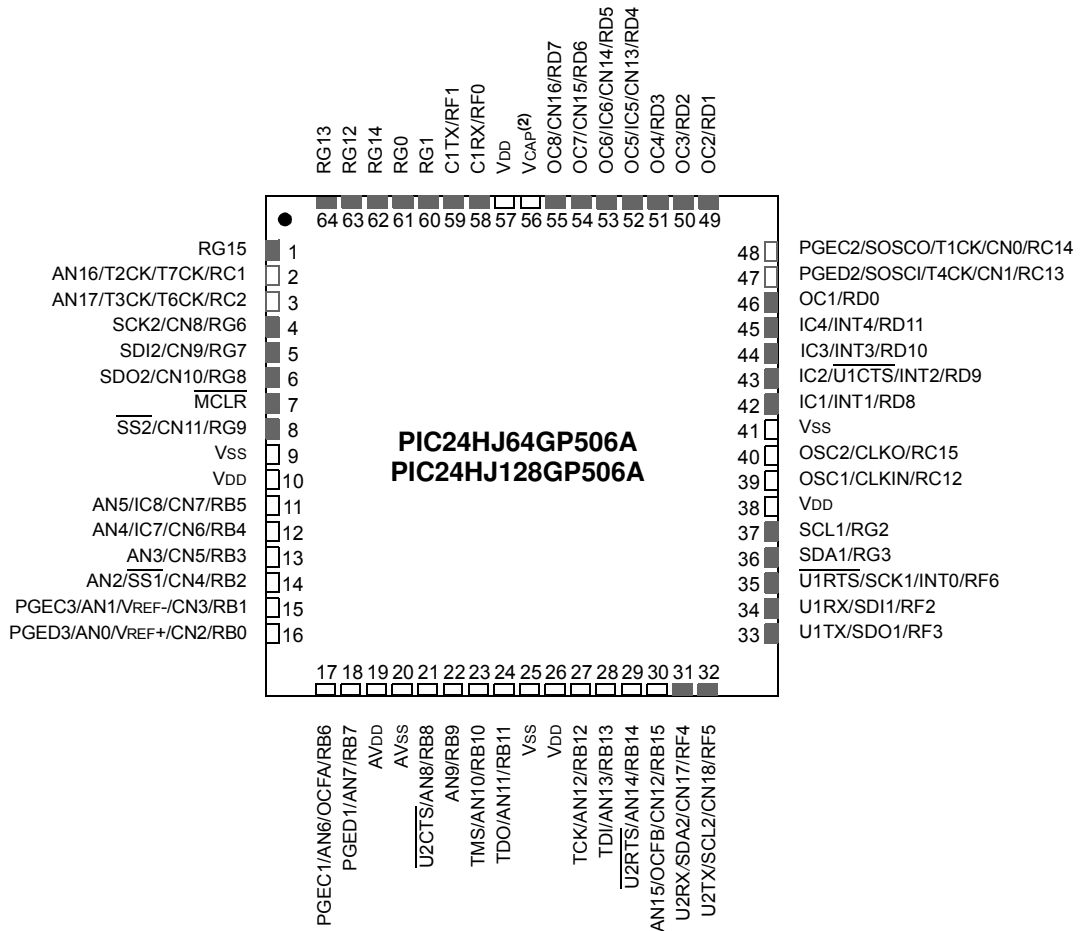 RG13
RG12
RG14
RG0
RG1
C1TX/RF1
C1RX/RF0
VDD
VCAP(2)
OC8/CN16/RD7
OC7/CN15/RD6
OC6/IC6/CN14/RD5
OC5/IC5/CN13/RD4
OC4/RD3
OC3/RD2
OC2/RD1
64 63 62 61 60 59 58 57 56 55 54 53 52 51 50 49
RG15 1
AN16/T2CK/T7CK/RC1 2
AN17/T3CK/T6CK/RC2 3
SCK2/CN8/RG6 4
SDI2/CN9/RG7 5
SDO2/CN10/RG8 6
MCLR 7
SS2/CN11/RG9 8
VSS 9
VDD 10
AN5/IC8/CN7/RB5 11
AN4/IC7/CN6/RB4 12
AN3/CN5/RB3 13
AN2/SS1/CN4/RB2 14
PGEC3/AN1/VREF-/CN3/RB1 15
PGED3/AN0/VREF+/CN2/RB0 16
PIC24HJ64GP506A
PIC24HJ128GP506A
48 PGEC2/SOSCO/T1CK/CN0/RC14
47 PGED2/SOSCI/T4CK/CN1/RC13
46 OC1/RD0
45 IC4/INT4/RD11
44 IC3/INT3/RD10
43 IC2/U1CTS/INT2/RD9
42 IC1/INT1/RD8
41 VSS
40 OSC2/CLKO/RC15
39 OSC1/CLKIN/RC12
38 VDD
37 SCL1/RG2
36 SDA1/RG3
35 U1RTS/SCK1/INT0/RF6
34 U1RX/SDI1/RF2
33 U1TX/SDO1/RF3
17 18 19 20 21 22 23 24 25 26 27 28 29 30 31 32
PGEC1/AN6/OCFA/RB6
PGED1/AN7/RB7
AVDD
AVSS
U2CTS/AN8/RB8
AN9/RB9
TMS/AN10/RB10
TDO/AN11/RB11
VSS
VDD
TCK/AN12/RB12
TDI/AN13/RB13
U2RTS/AN14/RB14
AN15/OCFB/CN12/RB15
U2RX/SDA2/CN17/RF4
U2TX/SCL2/CN18/RF5